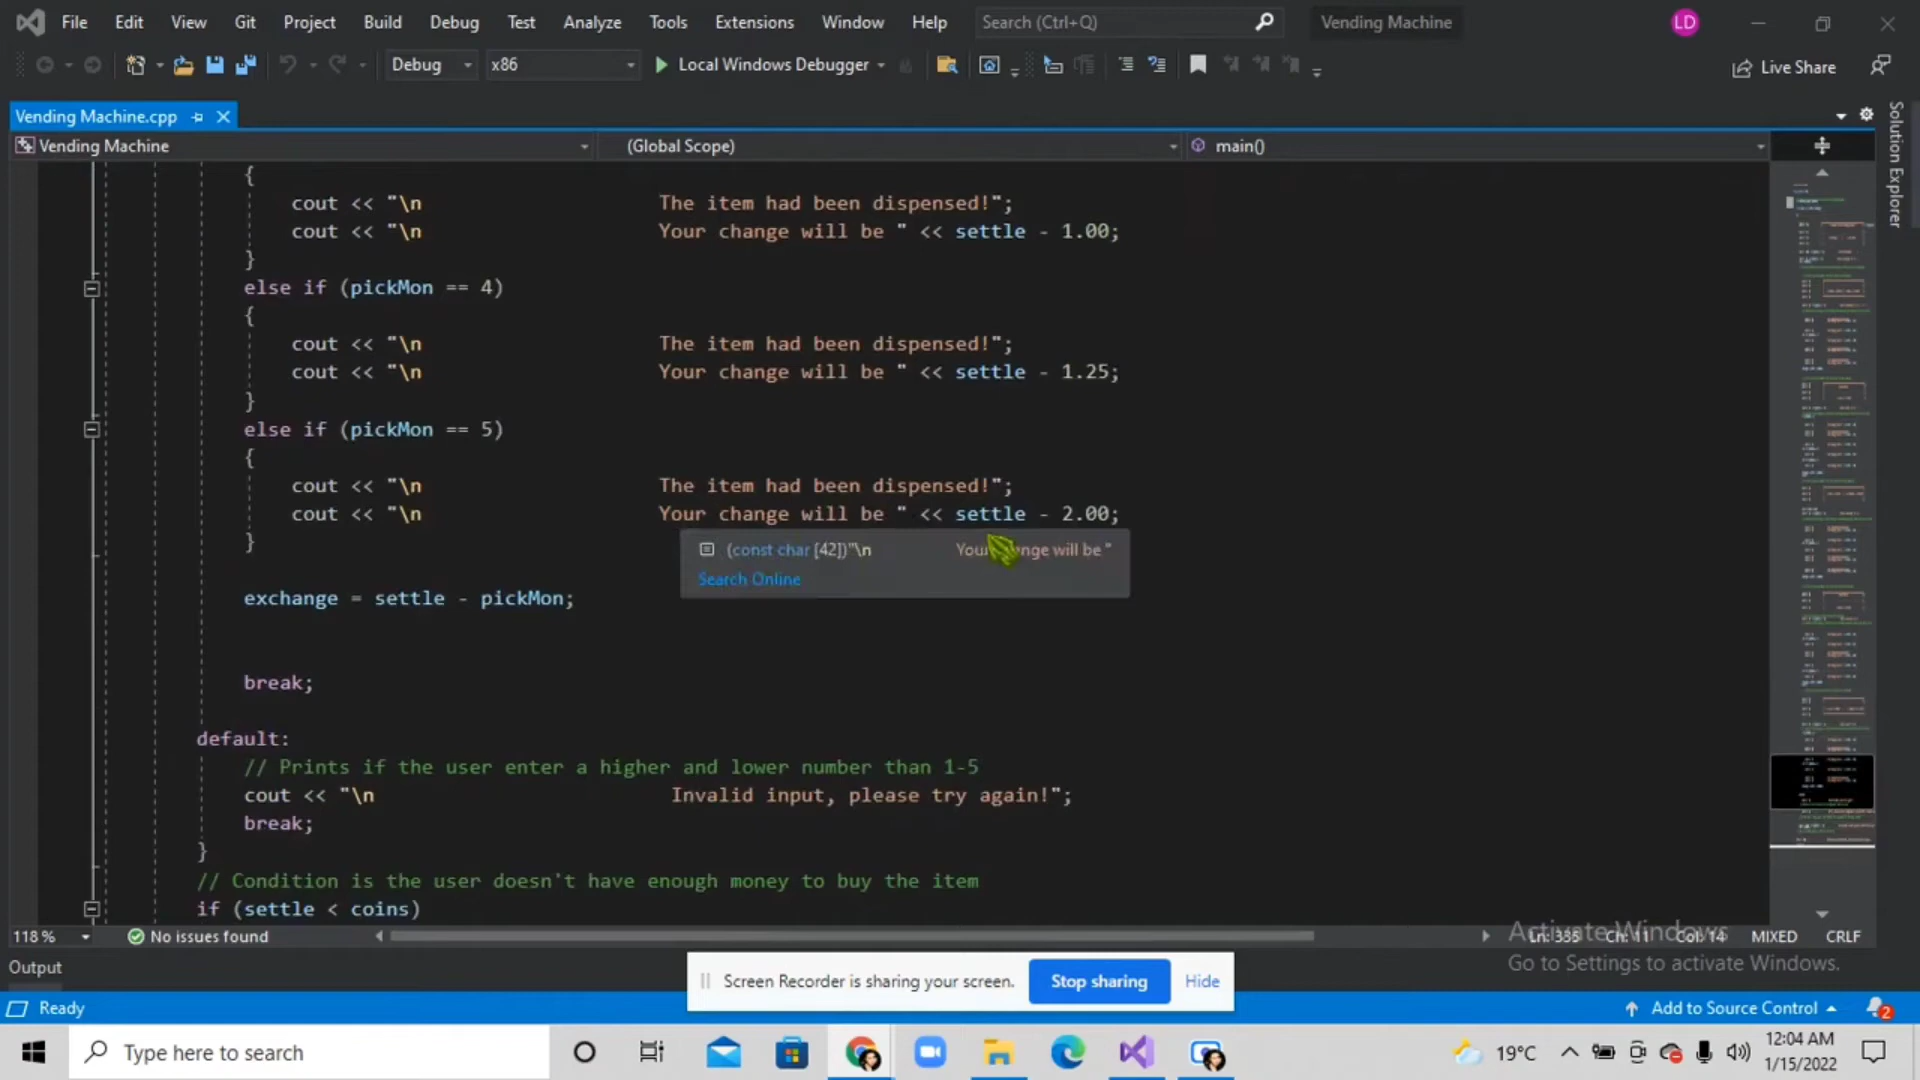 File Edit View Git Project Build Debug Test Analyze Tools Extensions Window Help Search (Ctrl+Q) Vending Machine LD
Debug x86 Local Windows Debugger Live Share
Vending Machine.cpp
Vending Machine (Global Scope) main()
Solution Explorer
{
cout << "\n The item had been dispensed!";
cout << "\n Your change will be " << settle - 1.00;
}
else if (pickMon == 4)
{
cout << "\n The item had been dispensed!";
cout << "\n Your change will be " << settle - 1.25;
}
else if (pickMon == 5)
{
cout << "\n The item had been dispensed!";
cout << "\n Your change will be " << settle - 2.00;
}
(const char [42])"\n Your change will be "
Search Online
exchange = settle - pickMon;
break;
default:
// Prints if the user enter a higher and lower number than 1-5
cout << "\n Invalid input, please try again!";
break;
}
// Condition is the user doesn't have enough money to buy the item
if (settle < coins)
118 % No issues found Ln: 355 Ch: 11 Col: 14 MIXED CRLF
Activate Windows
Go to Settings to activate Windows.
Output
Screen Recorder is sharing your screen. Stop sharing Hide
Ready Add to Source Control 2
Type here to search 19°C 12:04 AM
1/15/2022